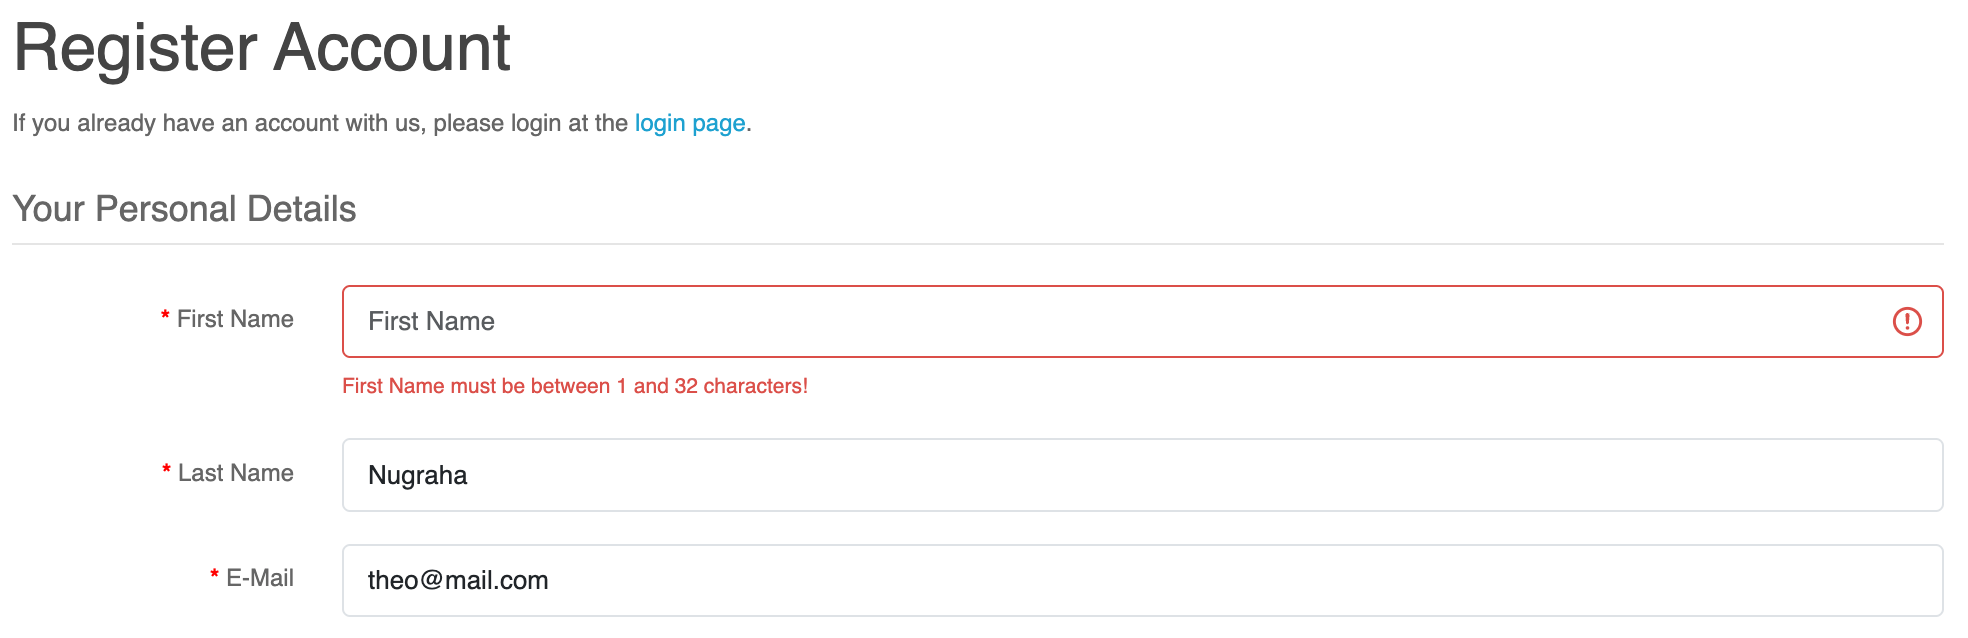 Register Account
If you already have an account with us, please login at the login page.
Your Personal Details
* First Name
First Name
First Name must be between 1 and 32 characters!
* Last Name
Nugraha
* E-Mail
theo@mail.com